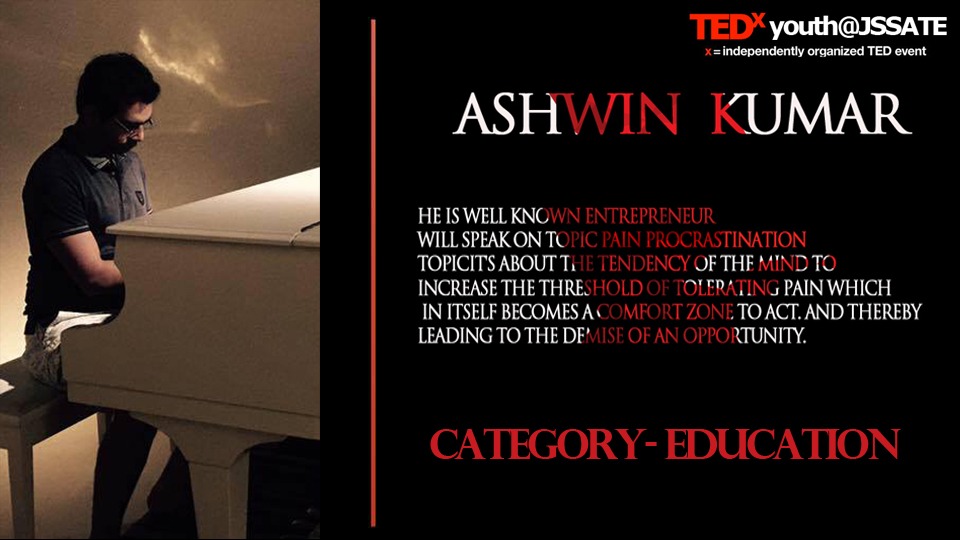 TEDx youth@JSSATE
x = independently organized TED event
ASHWIN KUMAR
HE IS WELL KNOWN ENTREPRENEUR
WILL SPEAK ON TOPIC PAIN PROCRASTINATION
TOPICIT'S ABOUT THE TENDENCY OF THE MIND TO
INCREASE THE THRESHOLD OF TOLERATING PAIN WHICH
IN ITSELF BECOMES A COMFORT ZONE TO ACT. AND THEREBY
LEADING TO THE DEMISE OF AN OPPORTUNITY.
CATEGORY- EDUCATION